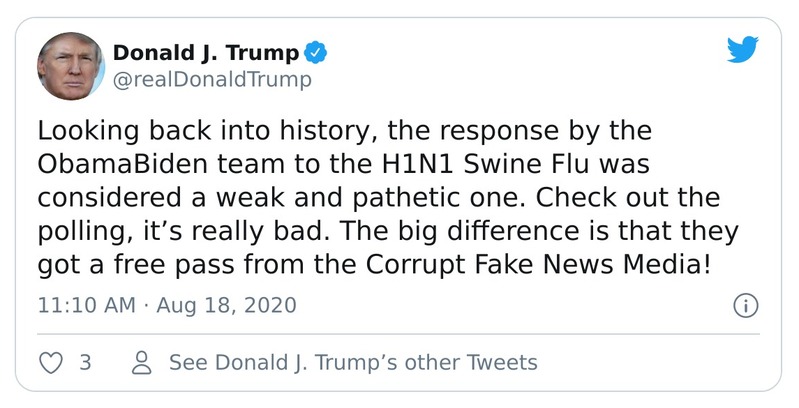 Donald J. Trump
@realDonaldTrump
Looking back into history, the response by the
ObamaBiden team to the H1N1 Swine Flu was
considered a weak and pathetic one. Check out the
polling, it’s really bad. The big difference is that they
got a free pass from the Corrupt Fake News Media!
11:10 AM · Aug 18, 2020
3 See Donald J. Trump’s other Tweets